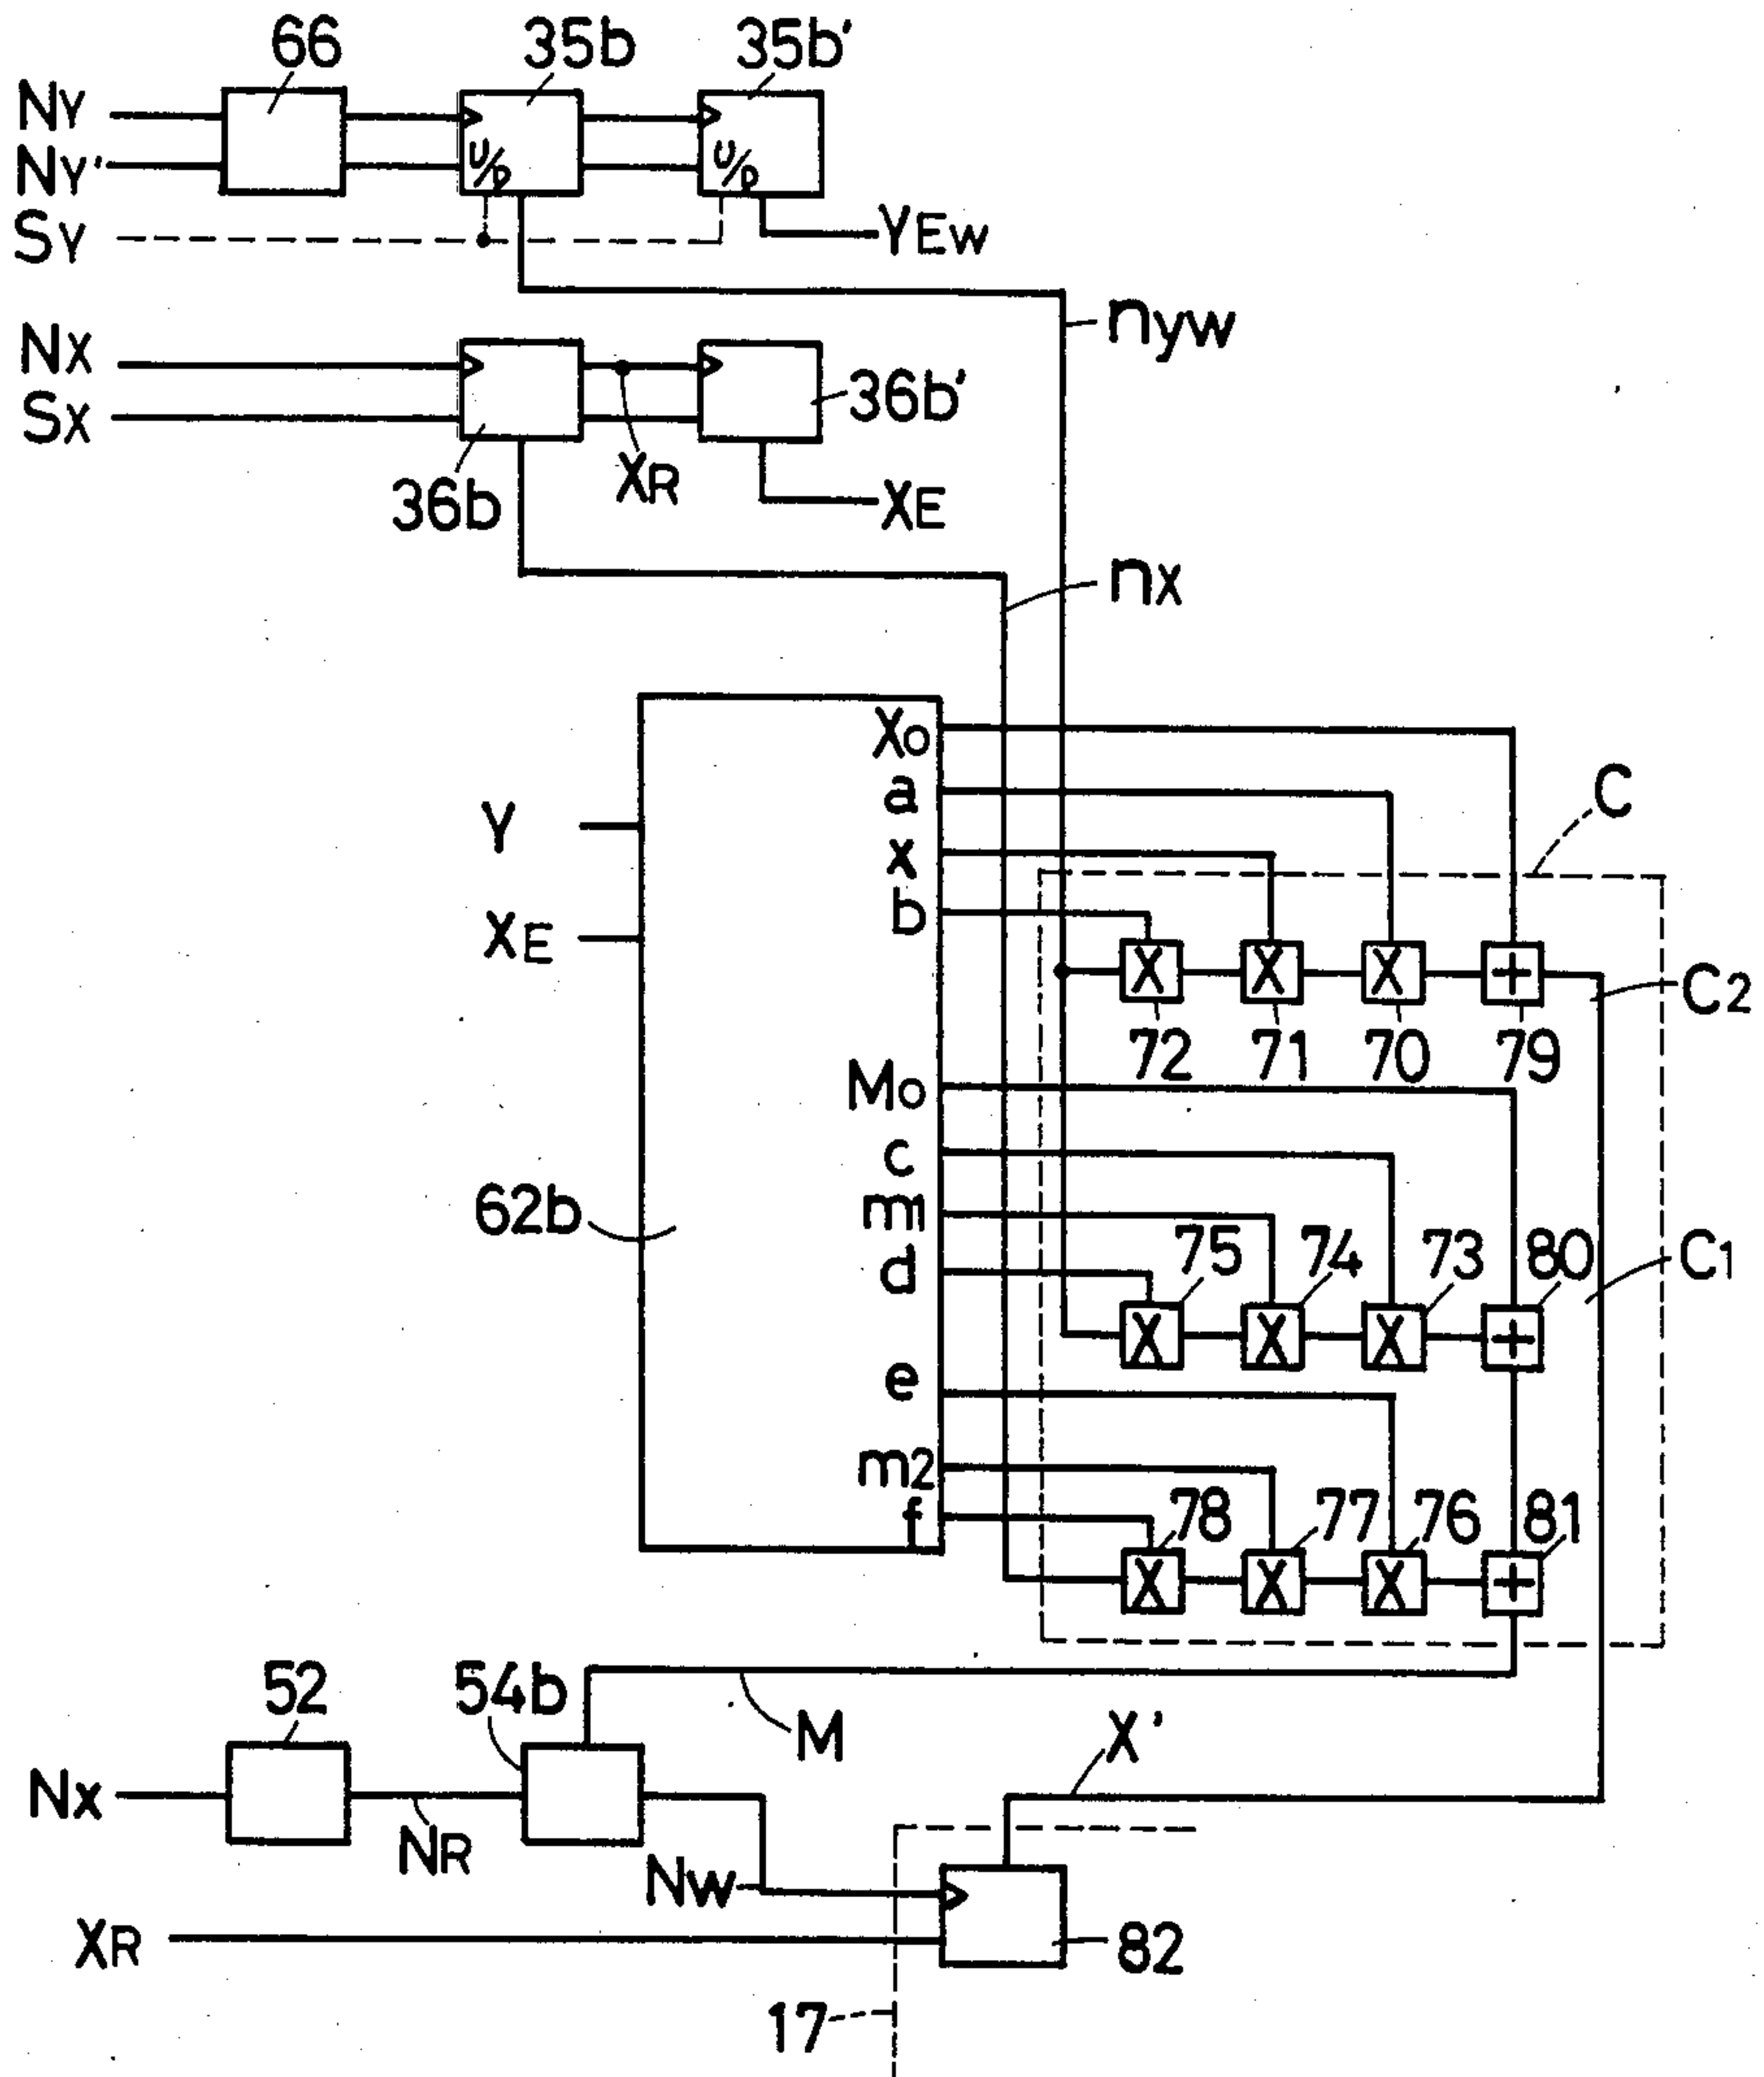 66 35b 35b'
NY
NY'
SY
U/D U/D
YEW
nyw
NX
SX
36b'
36b XR
XE
nx
X0
a
x
b
C
Y
XE
X X X +
C2
72 71 70 79
M0
c
m1
d
62b
75 74 73 80
C1
X X X +
e
m2
f
78 77 76 81
X X X +
52 54b
M X'
NX
NR
NW
XR
82
17